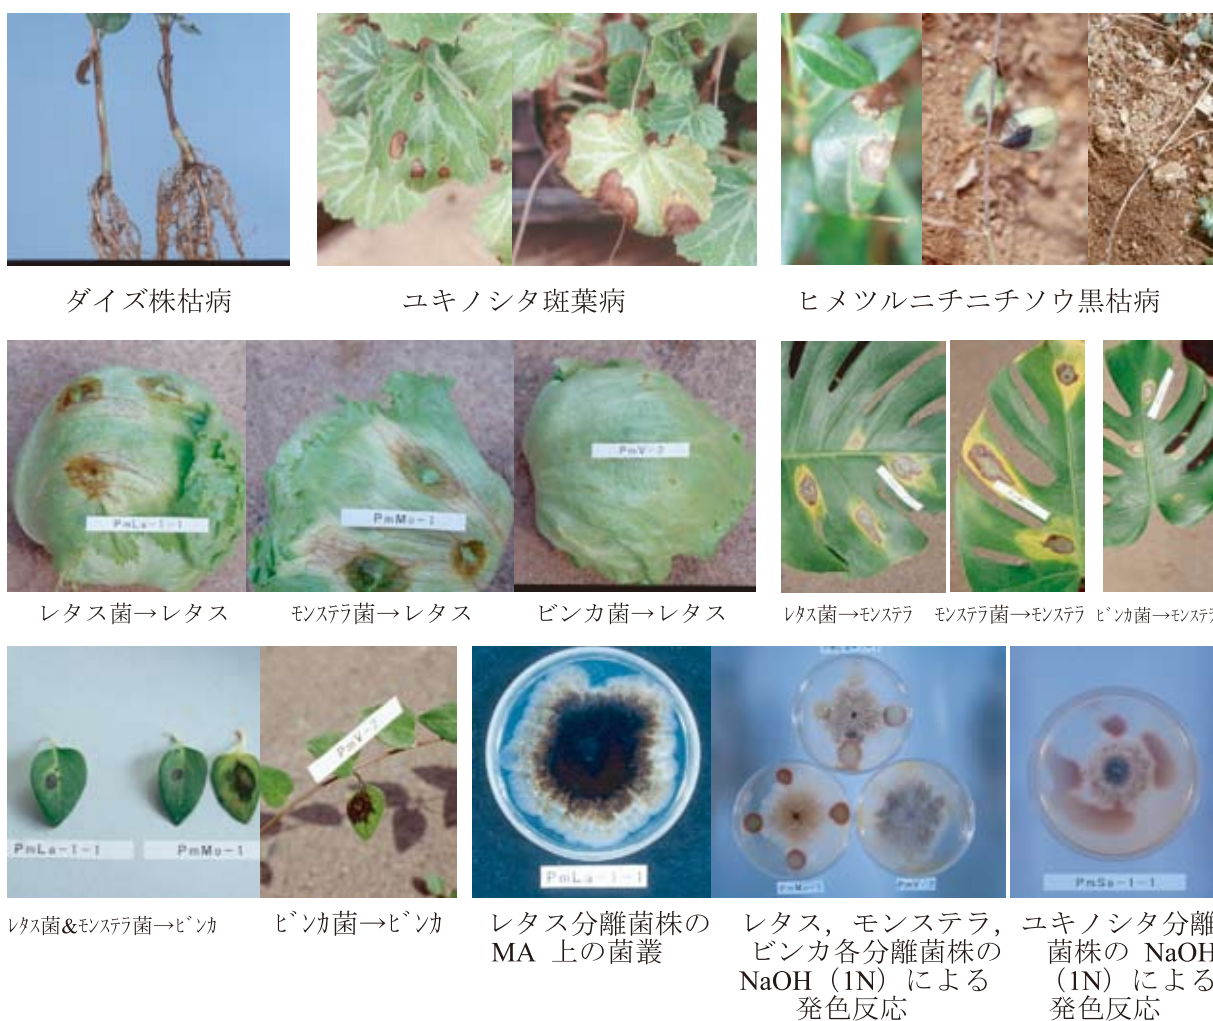 ダイズ株枯病
ユキノシタ斑葉病
ヒメツルニチニチソウ黒枯病
PmLa-1-1
PmMo-1
PmV-2
レタス菌→レタス
ﾓﾝｽﾃﾗ菌→レタス
ビンカ菌→レタス
ﾚﾀｽ菌→ﾓﾝｽﾃﾗ
ﾓﾝｽﾃﾗ菌→ﾓﾝｽﾃﾗ
ﾋﾞﾝｶ菌→ﾓﾝｽﾃﾗ
PmLa-1-1
PmMo-1
PmV-2
PmLa-1-1
PmMo-1
PmV-2
PmSa-1-1
ﾚﾀｽ菌&ﾓﾝｽﾃﾗ菌→ﾋﾞﾝｶ
ﾋﾞﾝｶ菌→ﾋﾞﾝｶ
レタス分離菌株の
MA 上の菌叢
レタス，モンステラ，
ビンカ各分離菌株の
NaOH（1N）による
発色反応
ユキノシタ分離
菌株の NaOH
（1N）による
発色反応